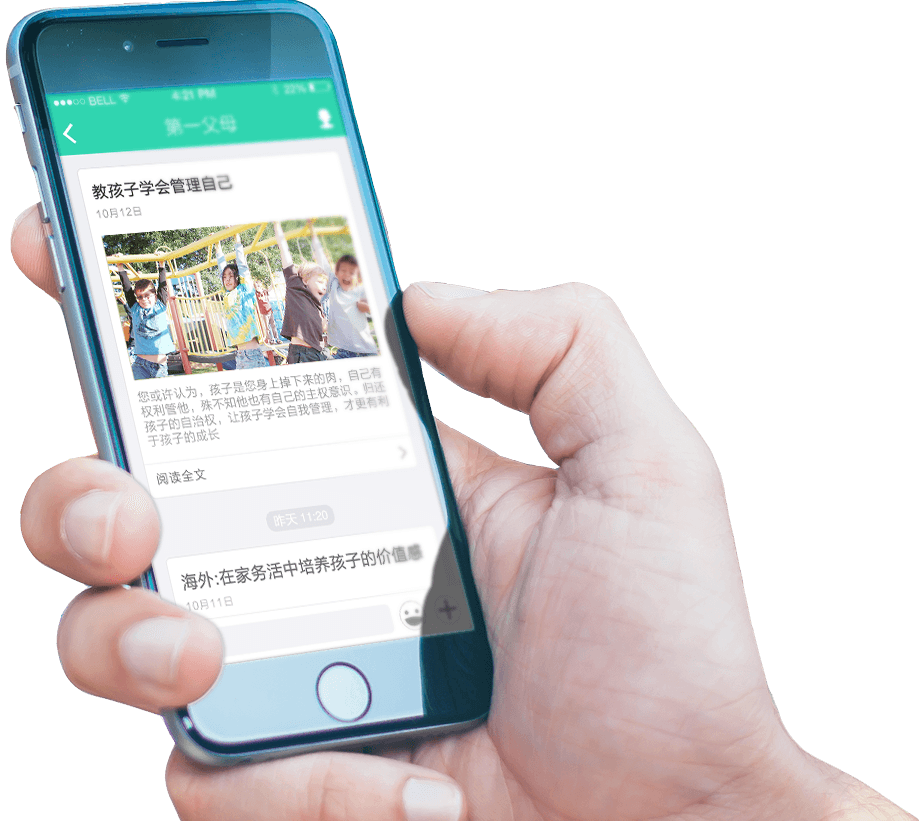 BELL 4:21 PM 22%
第一父母
教孩子学会管理自己
10月12日
您或许认为，孩子是您身上掉下来的肉，自己有
权利管他，殊不知他也有自己的主权意识。归还
孩子的自治权，让孩子学会自我管理，才更有利
于孩子的成长
阅读全文
昨天 11:20
海外:在家务活中培养孩子的价值感
10月11日